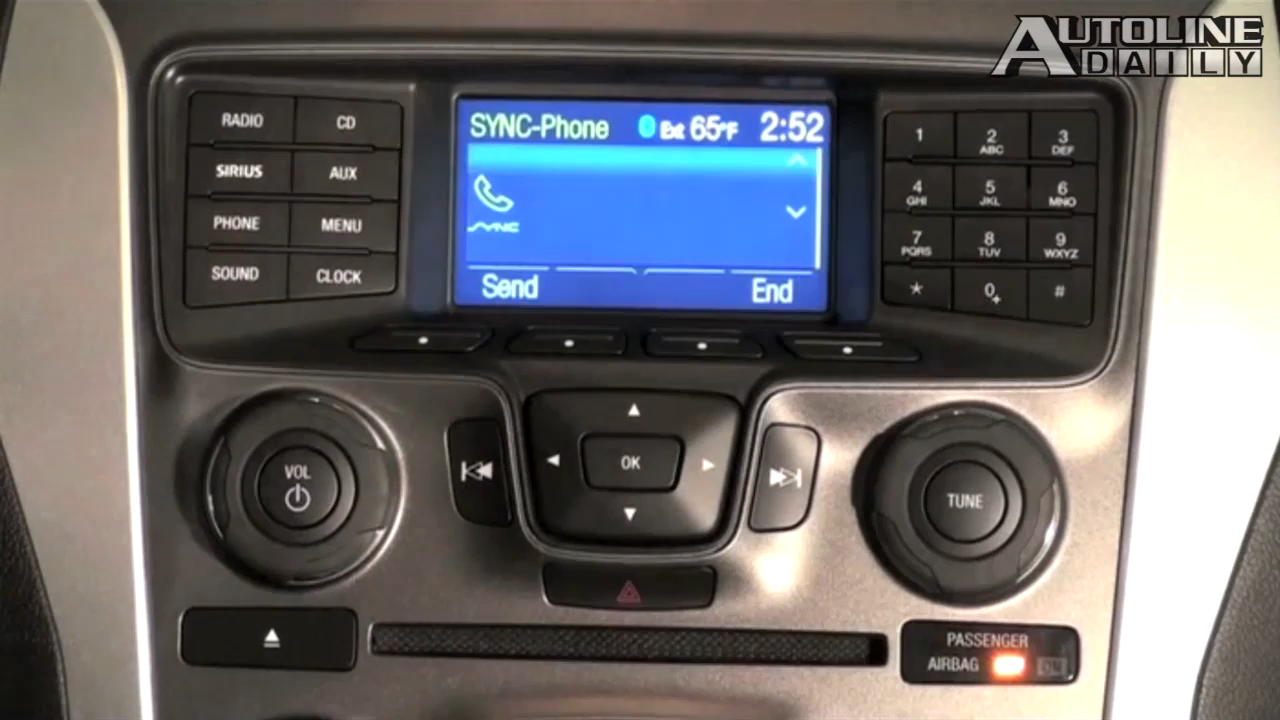 AUTOLINE
DAILY
RADIO CD
SIRIUS AUX
PHONE MENU
SOUND CLOCK
SYNC-Phone Ext 65°F 2:52
SYNC
Send End
1 2 ABC 3 DEF
4 GHI 5 JKL 6 MNO
7 PQRS 8 TUV 9 WXYZ
* 0+ #
VOL
OK
TUNE
PASSENGER
AIRBAG ON